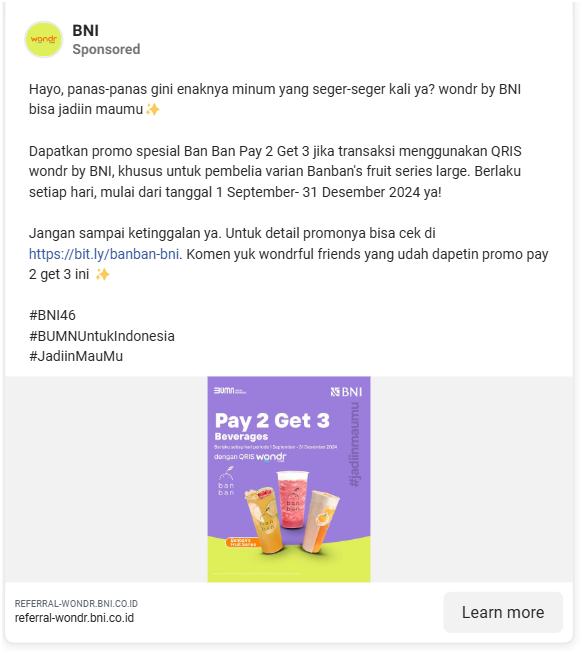 BNI
Sponsored
Hayo, panas-panas gini enaknya minum yang seger-seger kali ya? wondr by BNI
bisa jadiin maumu✨
Dapatkan promo spesial Ban Ban Pay 2 Get 3 jika transaksi menggunakan QRIS
wondr by BNI, khusus untuk pembelia varian Banban's fruit series large. Berlaku
setiap hari, mulai dari tanggal 1 September- 31 Desember 2024 ya!
Jangan sampai ketinggalan ya. Untuk detail promonya bisa cek di
https://bit.ly/banban-bni. Komen yuk wondrful friends yang udah dapetin promo pay
2 get 3 ini ✨
#BNI46
#BUMNUntukIndonesia
#JadiinMauMu
wondr
BUMN
BNI
Pay 2 Get 3
Beverages
Berlaku setiap hari periode 1 September - 31 Desember 2024
dengan QRIS wondr
#jadiinmaumu
ban
ban
Banban's
Fruit Series
REFERRAL-WONDR.BNI.CO.ID
referral-wondr.bni.co.id
Learn more